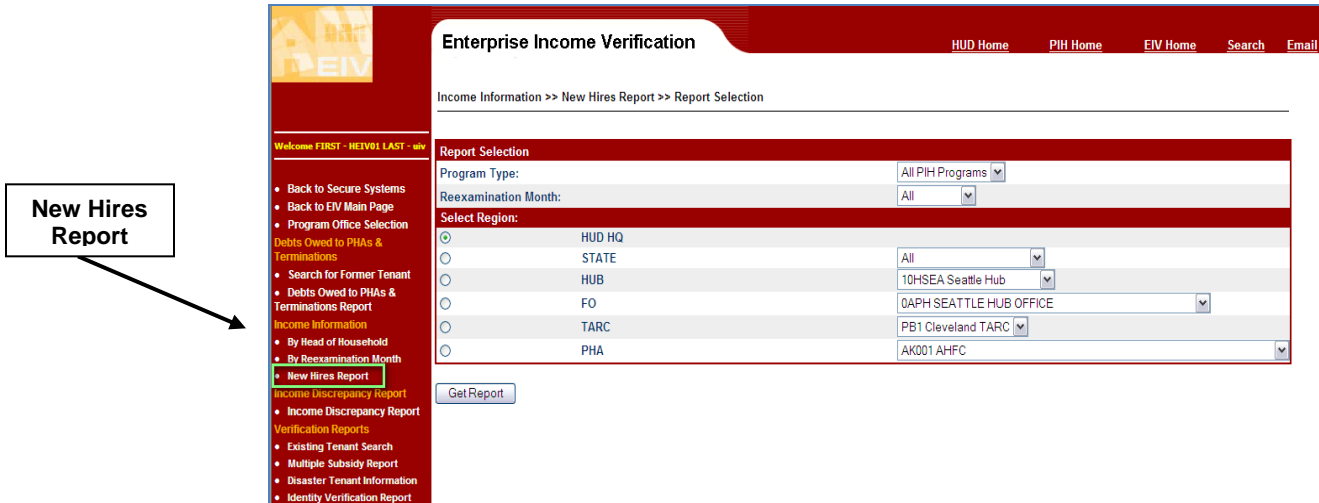 New Hires
Report
EIV
Enterprise Income Verification
HUD Home
PIH Home
EIV Home
Search
Email
Income Information >> New Hires Report >> Report Selection
Welcome FIRST - HEIV01 LAST - uiv
• Back to Secure Systems
• Back to EIV Main Page
• Program Office Selection
Debts Owed to PHAs &
Terminations
• Search for Former Tenant
• Debts Owed to PHAs &
Terminations Report
Income Information
• By Head of Household
• By Reexamination Month
• New Hires Report
Income Discrepancy Report
• Income Discrepancy Report
Verification Reports
• Existing Tenant Search
• Multiple Subsidy Report
• Disaster Tenant Information
• Identity Verification Report
Report Selection
Program Type: All PIH Programs
Reexamination Month: All
Select Region:
HUD HQ
STATE All
HUB 10HSEA Seattle Hub
FO 0APH SEATTLE HUB OFFICE
TARC PB1 Cleveland TARC
PHA AK001 AHFC
Get Report